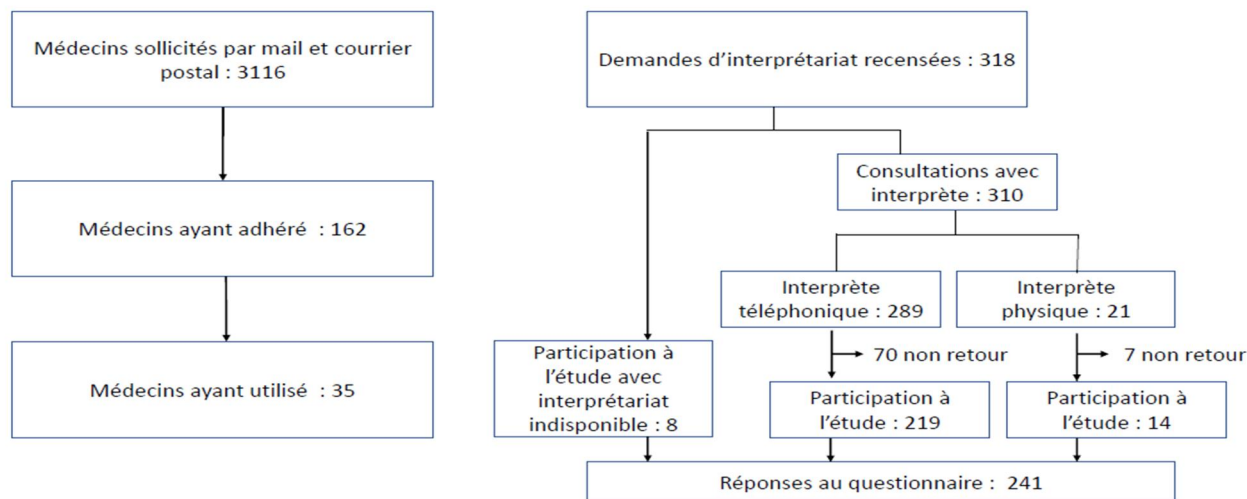 Médecins sollicités par mail et courrier
postal : 3116
Médecins ayant adhéré  : 162
Médecins ayant utilisé  : 35
Demandes d’interprétariat recensées : 318
Consultations avec
interprète : 310
Interprète
téléphonique : 289
Interprète
physique : 21
70 non retour
7 non retour
Participation à
l’étude avec
interprétariat
indisponible : 8
Participation à
l’étude : 219
Participation à
l’étude : 14
Réponses au questionnaire :  241